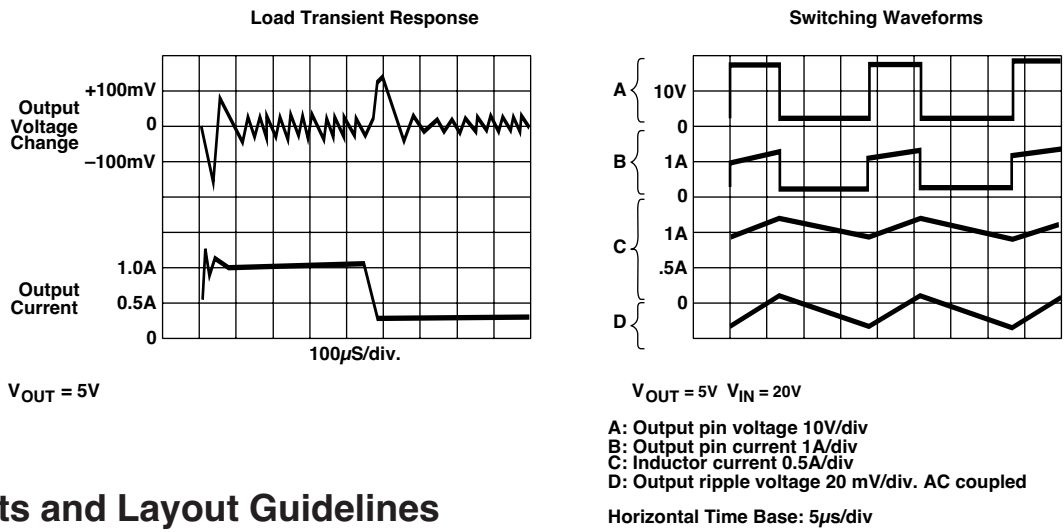 Load Transient Response
+100mV
Output
Voltage
Change
0
–100mV
1.0A
Output
Current
0.5A
0
100µS/div.
VOUT = 5V
Switching Waveforms
A
10V
0
B
1A
0
C
1A
.5A
0
D
VOUT = 5V VIN = 20V
A: Output pin voltage 10V/div
B: Output pin current 1A/div
C: Inductor current 0.5A/div
D: Output ripple voltage 20 mV/div. AC coupled
Horizontal Time Base: 5µs/div
ts and Layout Guidelines